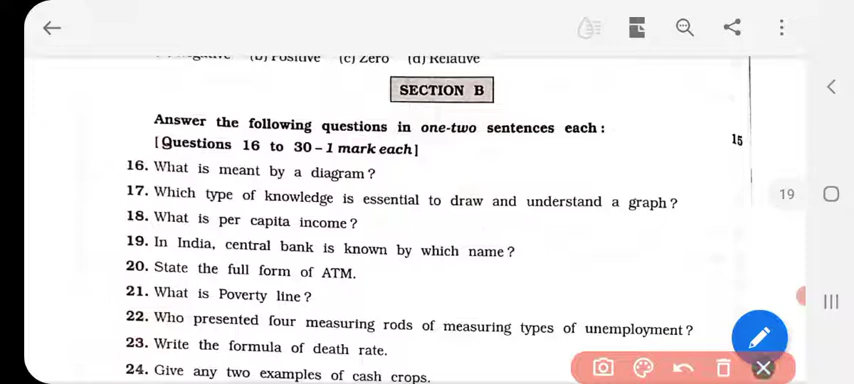 (b) Positive (c) Zero (d) Relative
SECTION B
Answer the following questions in one-two sentences each :
[Questions 16 to 30 – 1 mark each] 15
16. What is meant by a diagram ?
17. Which type of knowledge is essential to draw and understand a graph ?
18. What is per capita income ?
19. In India, central bank is known by which name ?
20. State the full form of ATM.
21. What is Poverty line ?
22. Who presented four measuring rods of measuring types of unemployment ?
23. Write the formula of death rate.
24. Give any two examples of cash crops.
19